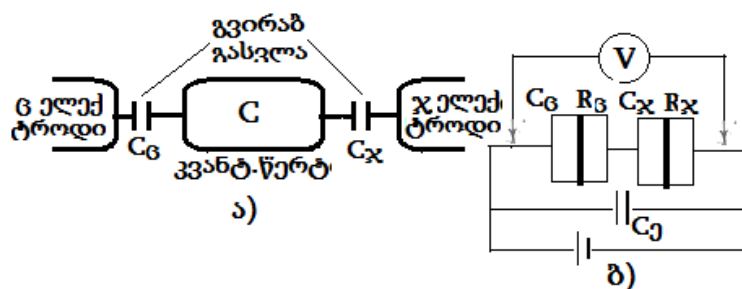 გვირაბ
გასვლა
ც ელექ
ტროდი
C
ჯ ელექ
ტროდი
Cც
Cჯ
კვანტ.წერტ
ა)
V
Cც Rც Cჯ Rჯ
Cე
ბ)